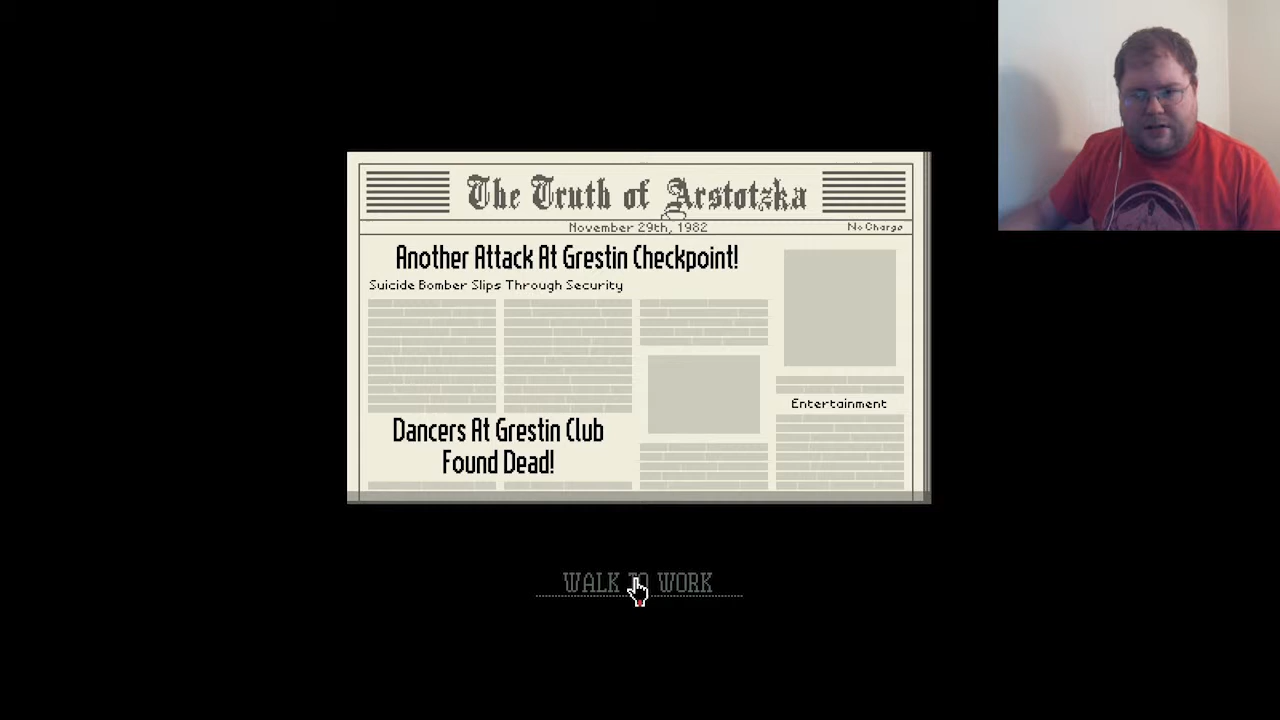 The Truth of Arstotzka
November 29th, 1982
No Charge
Another Attack At Grestin Checkpoint!
Suicide Bomber Slips Through Security
Dancers At Grestin Club
Found Dead!
Entertainment
WALK TO WORK